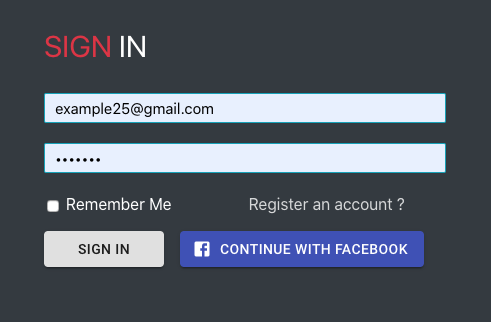 SIGN IN
example25@gmail.com
•••••••
Remember Me Register an account ?
SIGN IN CONTINUE WITH FACEBOOK